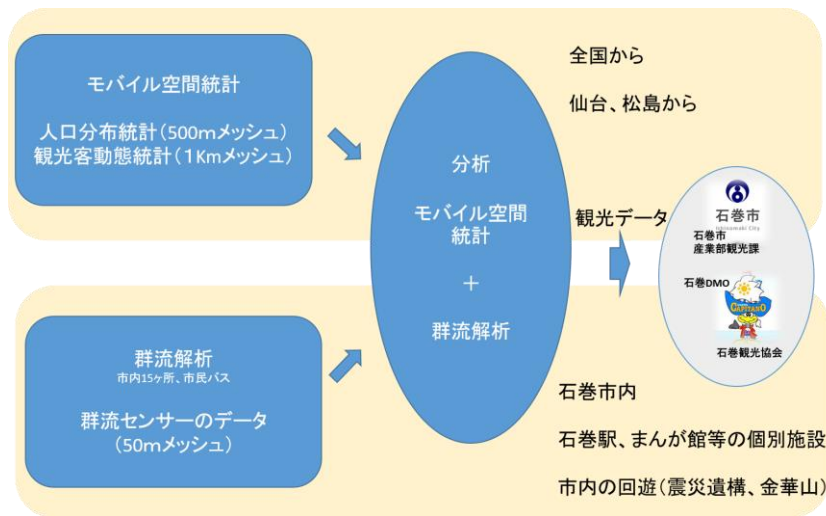 モバイル空間統計
人口分布統計（500mメッシュ）
観光客動態統計（1Kmメッシュ）
全国から
仙台、松島から
分析
モバイル空間
統計
＋
群流解析
観光データ
石巻市
Ishinomaki City
石巻市
産業部観光課
石巻DMO
CAPITANO
石巻観光協会
群流解析
市内15ヶ所、市民バス
群流センサーのデータ
（50mメッシュ）
石巻市内
石巻駅、まんが館等の個別施設
市内の回遊（震災遺構、金華山）